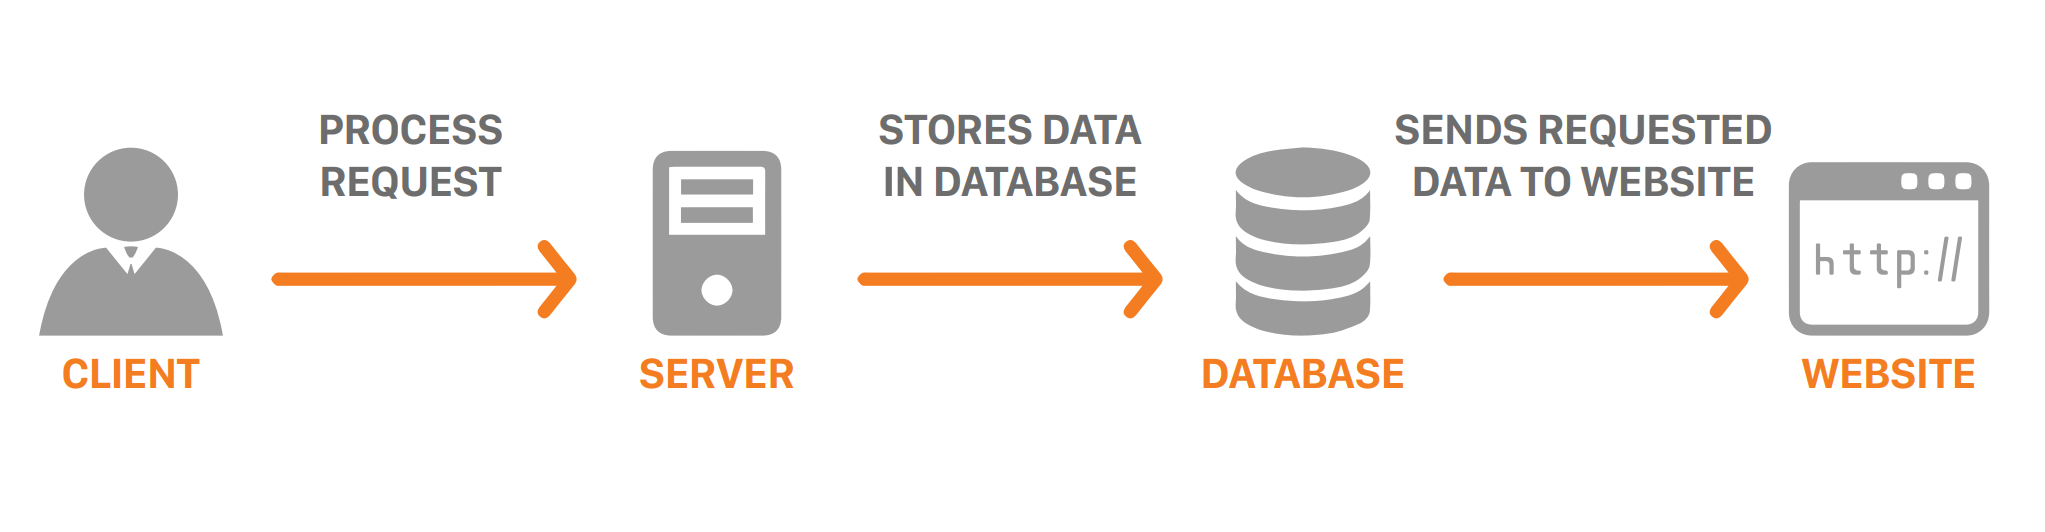 PROCESS
REQUEST
STORES DATA
IN DATABASE
SENDS REQUESTED
DATA TO WEBSITE
http://
CLIENT
SERVER
DATABASE
WEBSITE